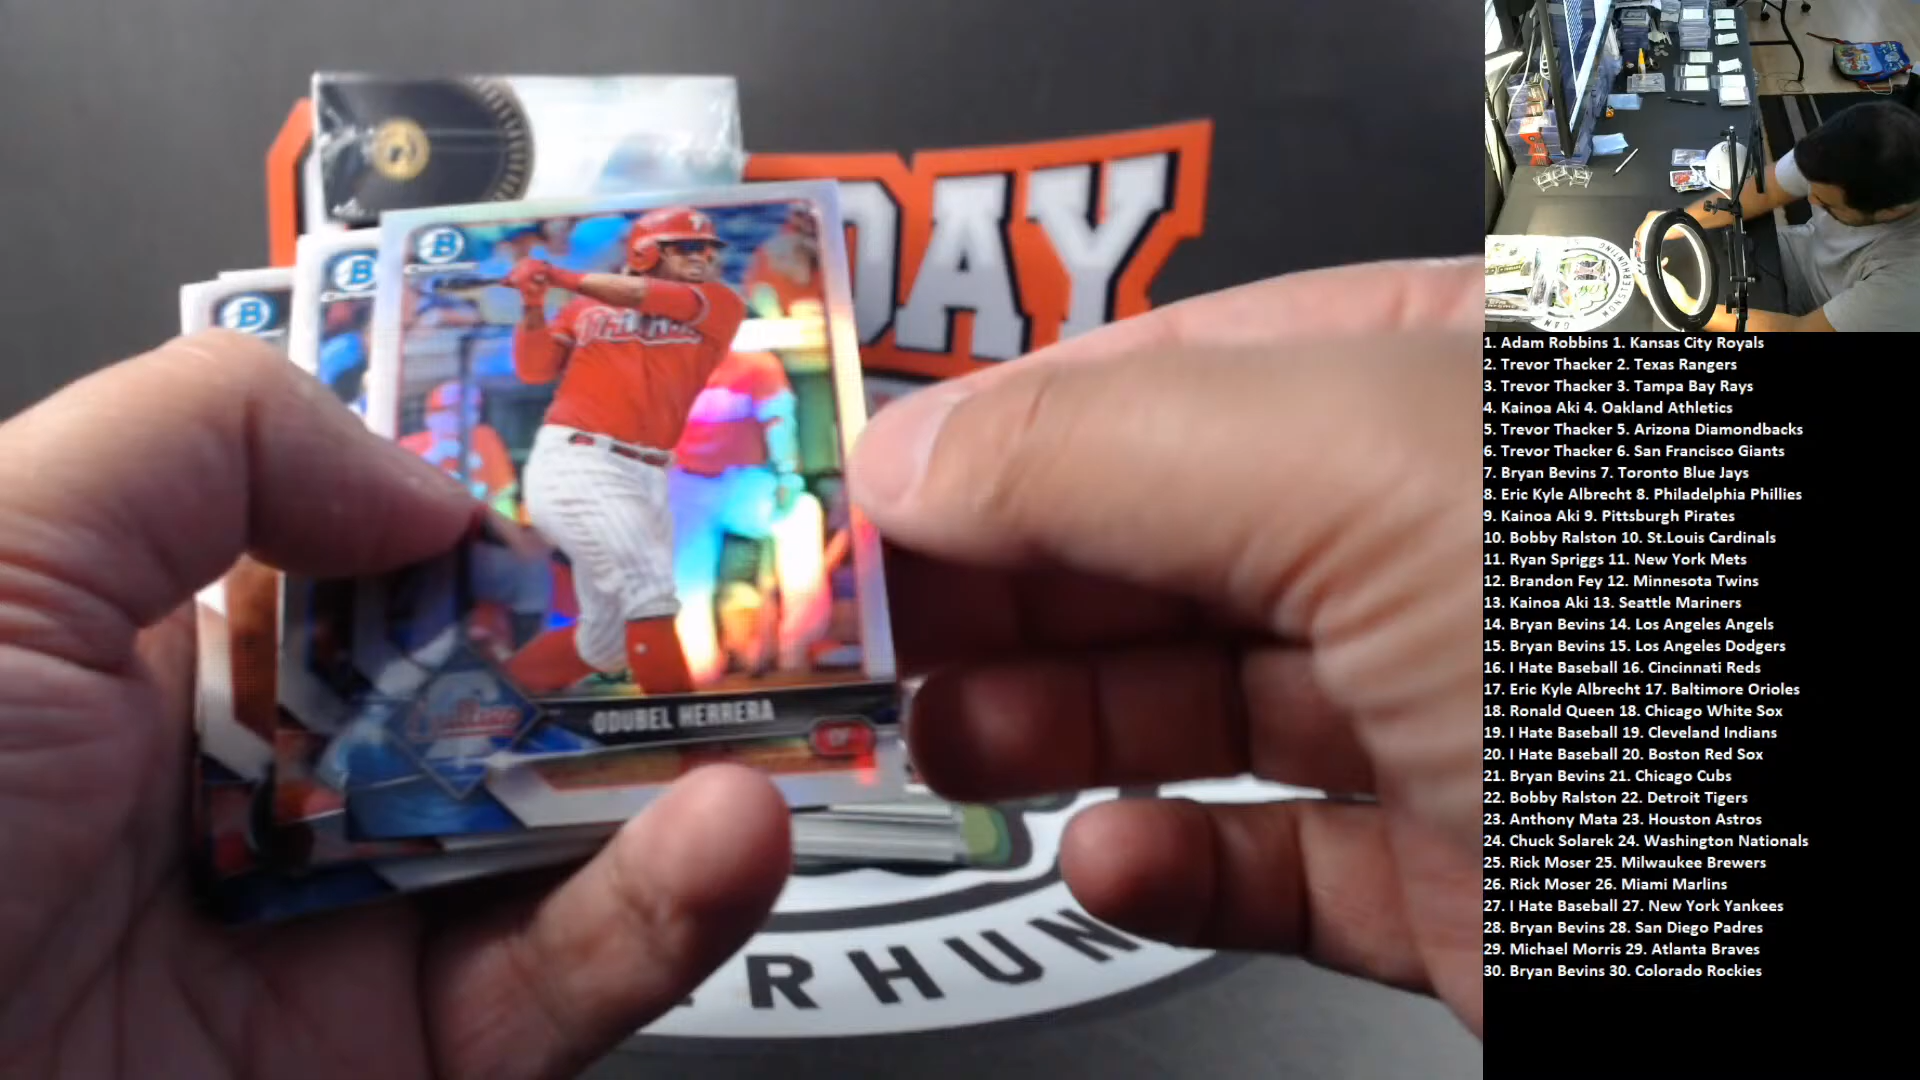 DAY
B
B
B
Chrome
Phillies
Phillies
ODUBEL HERRERA
OF
ERHUN
MONSTERHUNTING
1. Adam Robbins 1. Kansas City Royals
2. Trevor Thacker 2. Texas Rangers
3. Trevor Thacker 3. Tampa Bay Rays
4. Kainoa Aki 4. Oakland Athletics
5. Trevor Thacker 5. Arizona Diamondbacks
6. Trevor Thacker 6. San Francisco Giants
7. Bryan Bevins 7. Toronto Blue Jays
8. Eric Kyle Albrecht 8. Philadelphia Phillies
9. Kainoa Aki 9. Pittsburgh Pirates
10. Bobby Ralston 10. St.Louis Cardinals
11. Ryan Spriggs 11. New York Mets
12. Brandon Fey 12. Minnesota Twins
13. Kainoa Aki 13. Seattle Mariners
14. Bryan Bevins 14. Los Angeles Angels
15. Bryan Bevins 15. Los Angeles Dodgers
16. I Hate Baseball 16. Cincinnati Reds
17. Eric Kyle Albrecht 17. Baltimore Orioles
18. Ronald Queen 18. Chicago White Sox
19. I Hate Baseball 19. Cleveland Indians
20. I Hate Baseball 20. Boston Red Sox
21. Bryan Bevins 21. Chicago Cubs
22. Bobby Ralston 22. Detroit Tigers
23. Anthony Mata 23. Houston Astros
24. Chuck Solarek 24. Washington Nationals
25. Rick Moser 25. Milwaukee Brewers
26. Rick Moser 26. Miami Marlins
27. I Hate Baseball 27. New York Yankees
28. Bryan Bevins 28. San Diego Padres
29. Michael Morris 29. Atlanta Braves
30. Bryan Bevins 30. Colorado Rockies